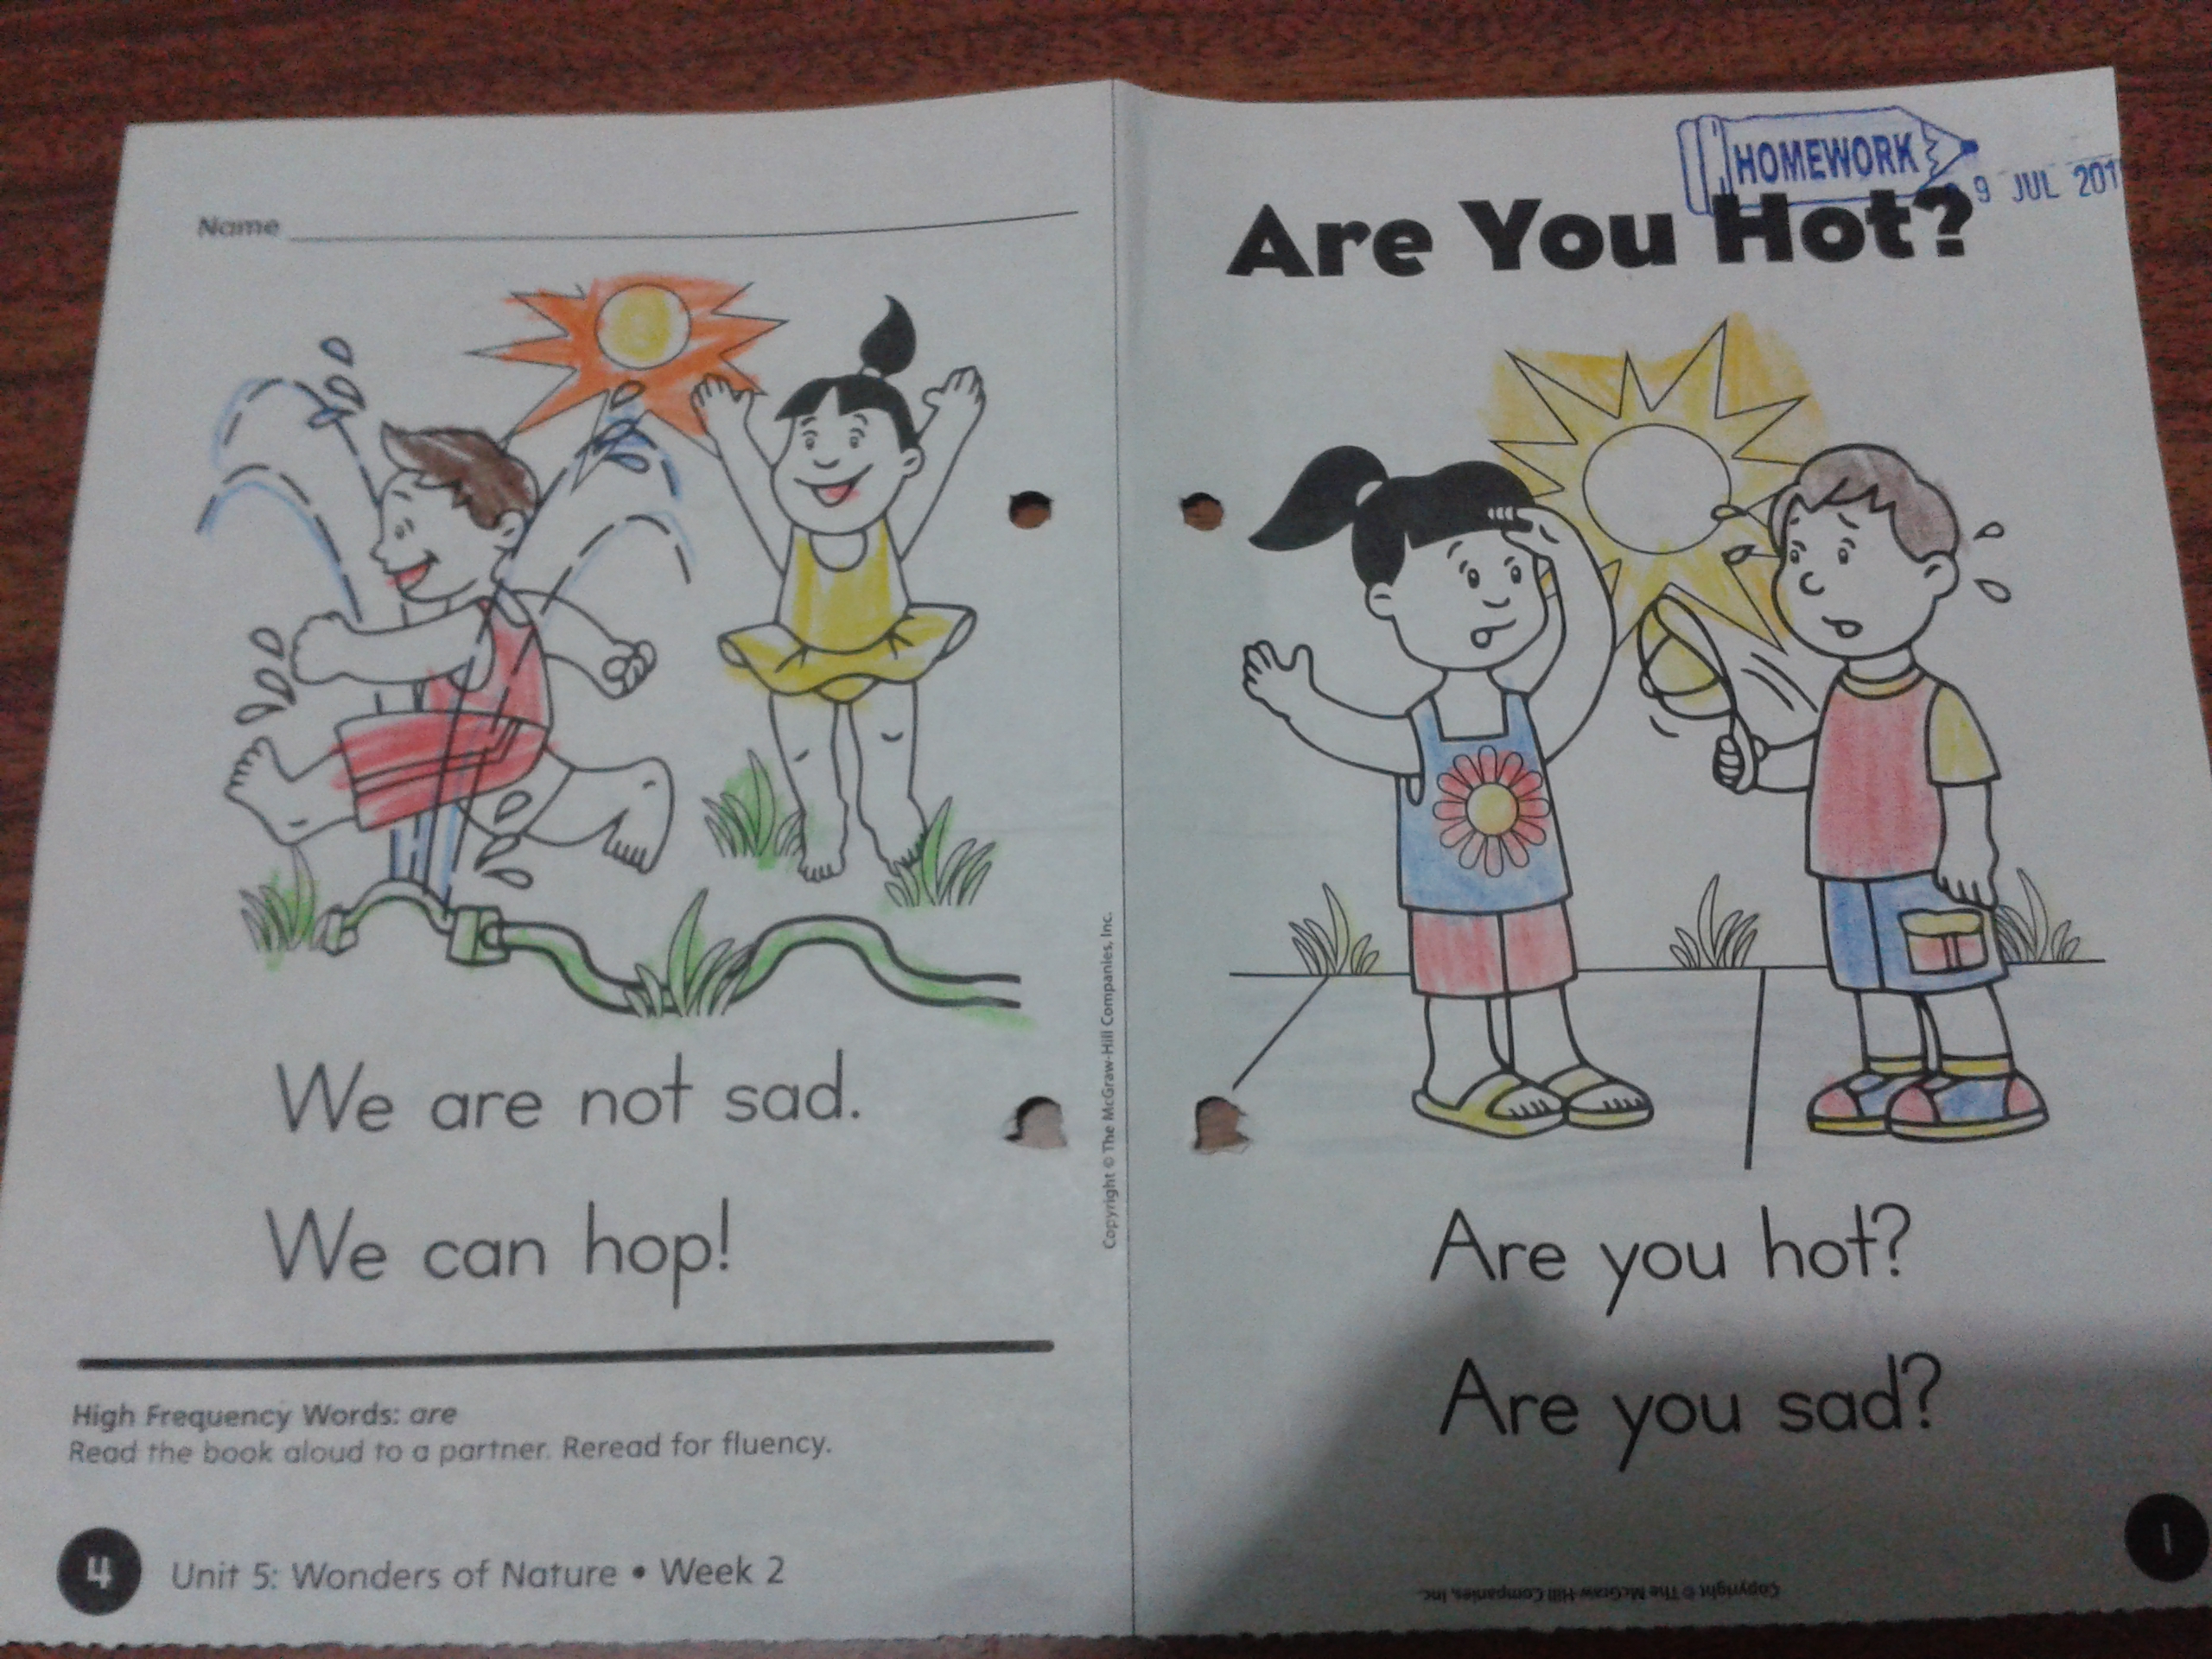 Name
We are not sad.
We can hop!
High Frequency Words: are
Read the book aloud to a partner. Reread for fluency.
4 Unit 5: Wonders of Nature • Week 2
Copyright © The McGraw-Hill Companies, Inc.
HOMEWORK
9 JUL 201
Are You Hot?
Are you hot?
Are you sad?
1
Copyright © The McGraw-Hill Companies, Inc.